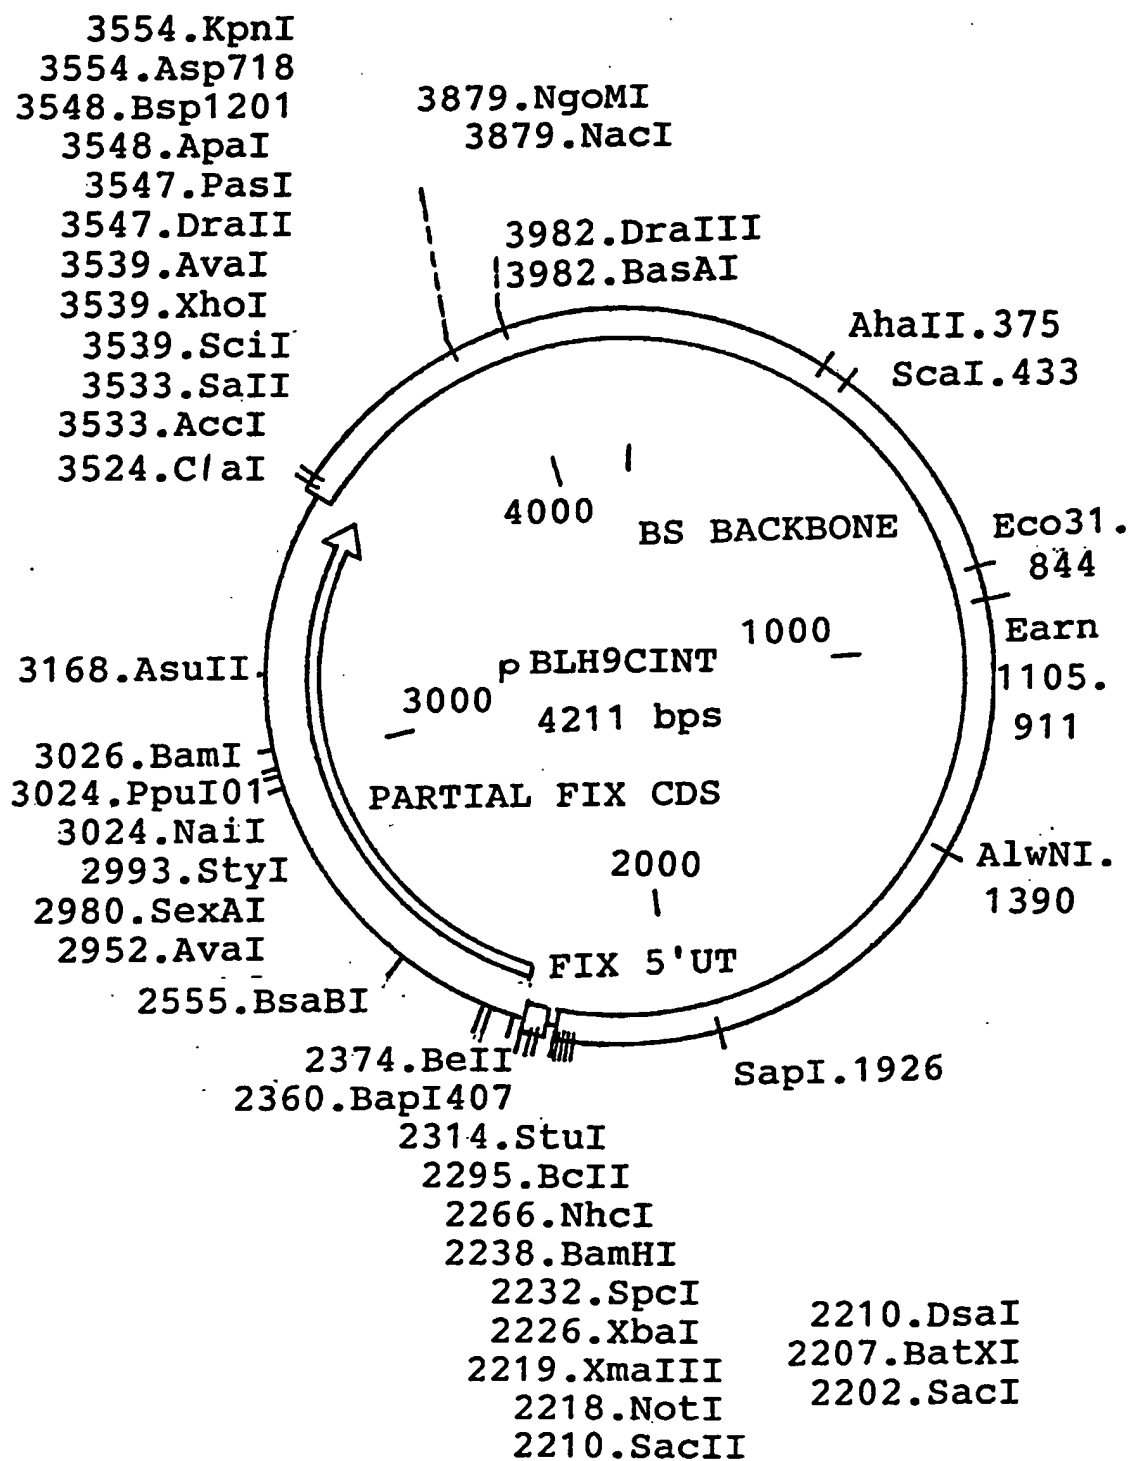 3554.KpnI
3554.Asp718
3548.Bsp1201
3548.ApaI
3547.PasI
3547.DraII
3539.AvaI
3539.XhoI
3539.SciI
3533.SaII
3533.AccI
3524.ClaI
3879.NgoMI
3879.NacI
3982.DraIII
3982.BasAI
AhaII.375
ScaI.433
4000
BS BACKBONE
Eco31.
844
1000
Earn
1105.
911
3168.AsuII.
pBLH9CINT
3000
4211 bps
3026.BamI
3024.PpuI01
3024.NaiI
2993.StyI
2980.SexAI
2952.AvaI
PARTIAL FIX CDS
2000
AlwNI.
1390
FIX 5'UT
2555.BsaBI
SapI.1926
2374.BeII
2360.BapI407
2314.StuI
2295.BcII
2266.NhcI
2238.BamHI
2232.SpcI
2226.XbaI
2219.XmaIII
2218.NotI
2210.SacII
2210.DsaI
2207.BatXI
2202.SacI